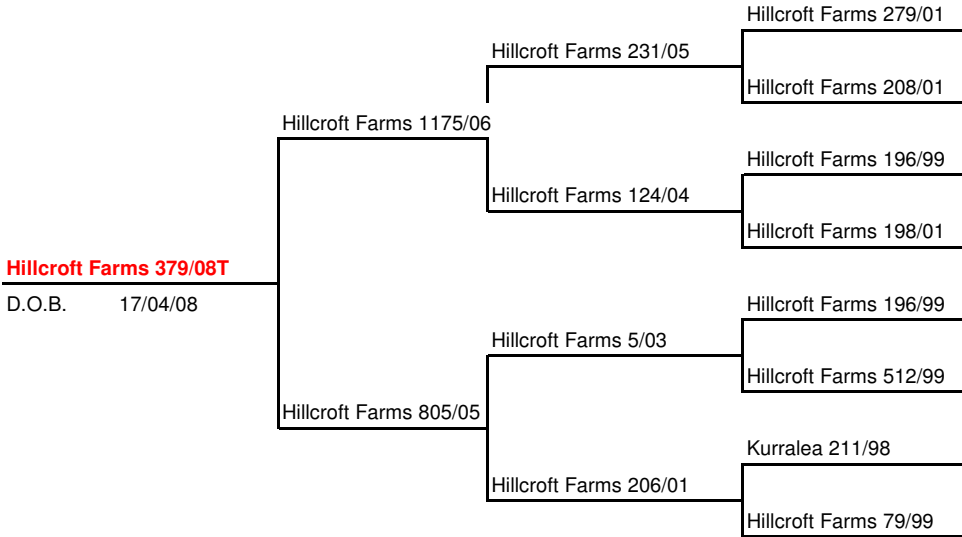 Hillcroft Farms 279/01
Hillcroft Farms 231/05
Hillcroft Farms 208/01
Hillcroft Farms 1175/06
Hillcroft Farms 196/99
Hillcroft Farms 124/04
Hillcroft Farms 198/01
Hillcroft Farms 379/08T
D.O.B. 17/04/08
Hillcroft Farms 196/99
Hillcroft Farms 5/03
Hillcroft Farms 512/99
Hillcroft Farms 805/05
Kurralea 211/98
Hillcroft Farms 206/01
Hillcroft Farms 79/99